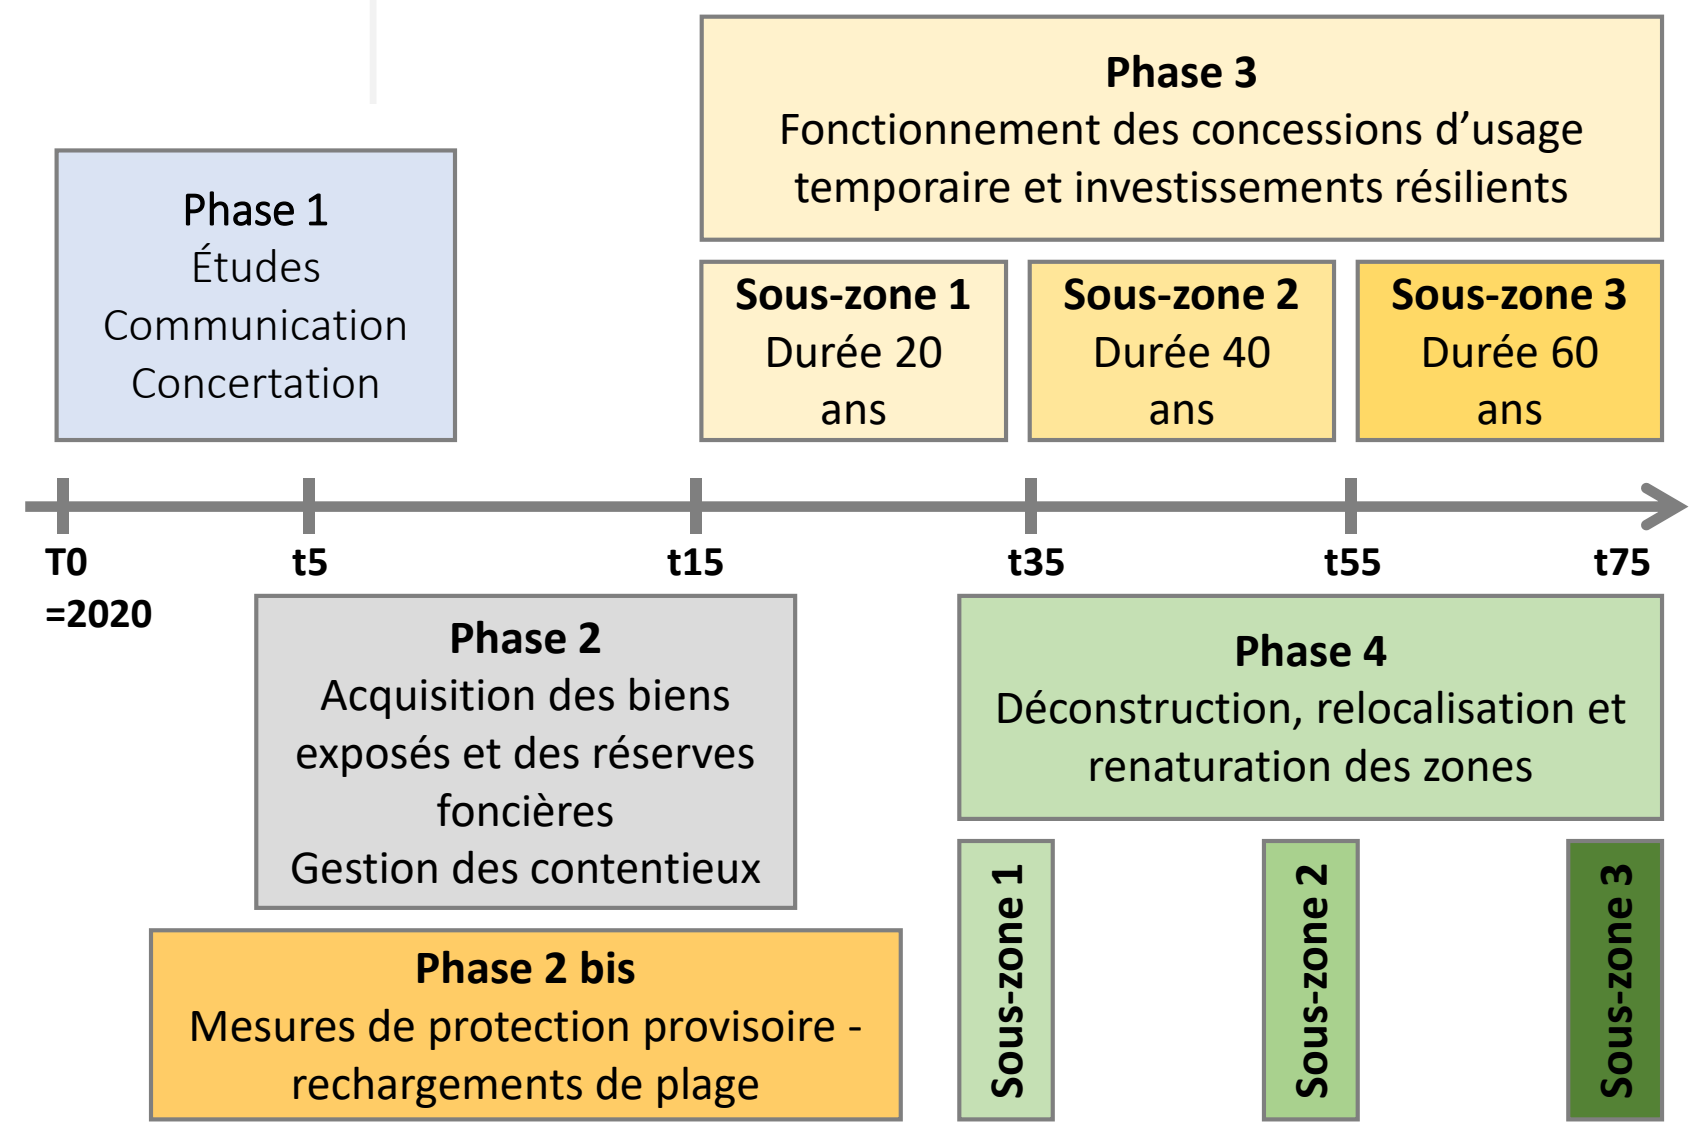 Phase 3
Fonctionnement des concessions d’usage
temporaire et investissements résilients
Phase 1
Études
Communication
Concertation
Sous-zone 1
Durée 20
ans
Sous-zone 2
Durée 40
ans
Sous-zone 3
Durée 60
ans
T0
=2020
t5
t15
t35
t55
t75
Phase 2
Acquisition des biens
exposés et des réserves
foncières
Gestion des contentieux
Phase 4
Déconstruction, relocalisation et
renaturation des zones
Phase 2 bis
Mesures de protection provisoire -
rechargements de plage
Sous-zone 1
Sous-zone 2
Sous-zone 3